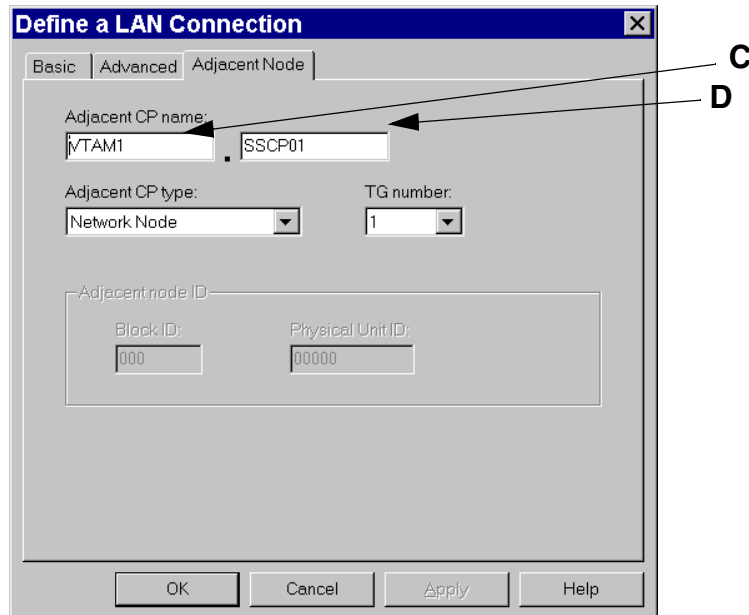 Define a LAN Connection
Basic Advanced Adjacent Node
C
D
Adjacent CP name:
VTAM1 . SSCP01
Adjacent CP type: TG number:
Network Node 1
Adjacent node ID
Block ID: Physical Unit ID:
000 00000
OK Cancel Apply Help